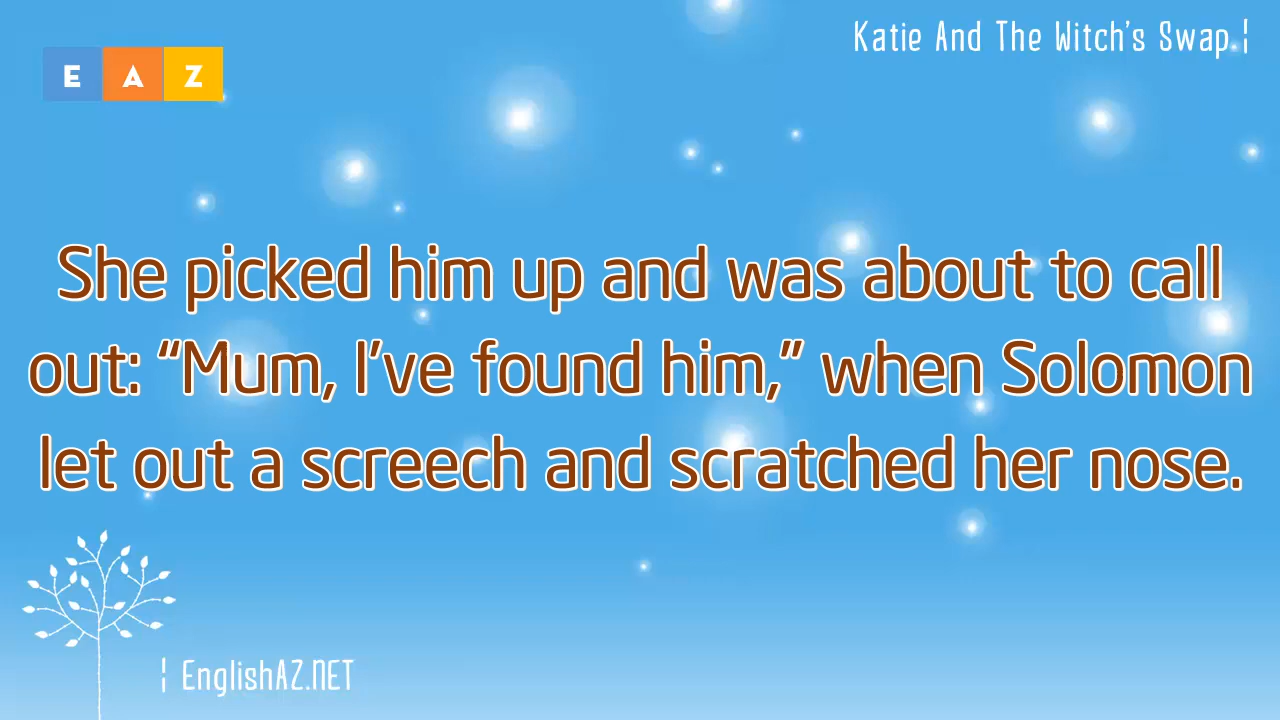 E A Z
Katie And The Witch's Swap ¦
She picked him up and was about to call
out: “Mum, I’ve found him,” when Solomon
let out a screech and scratched her nose.
¦ EnglishAZ.NET